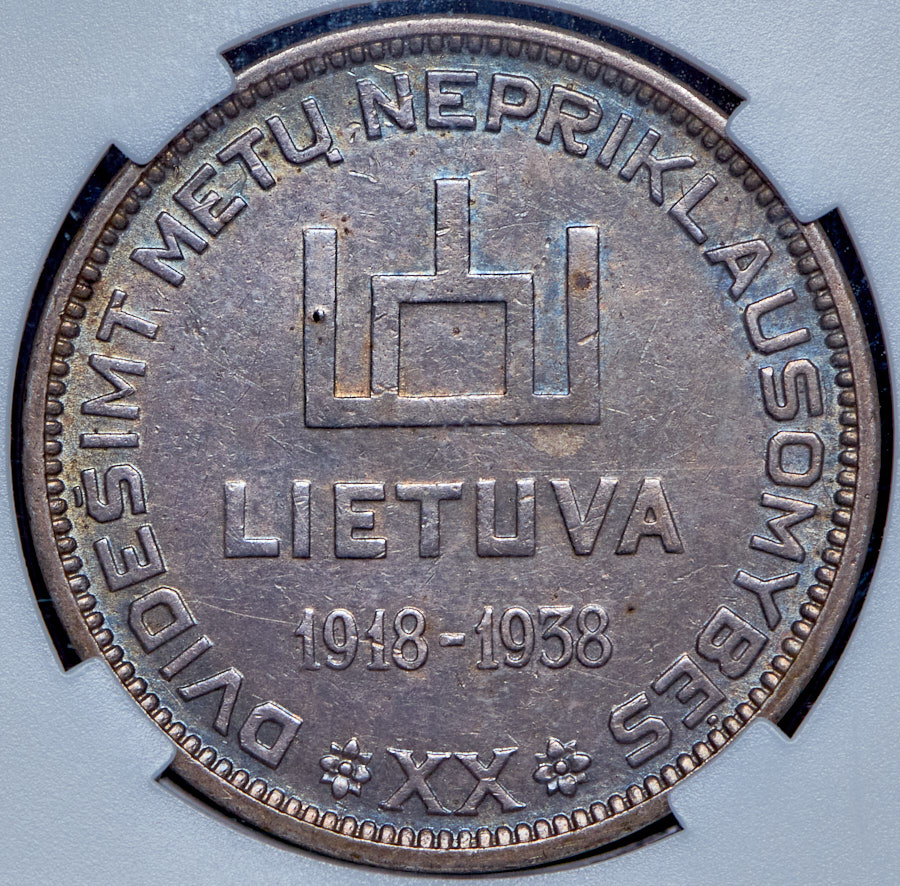 DVIDEŠIMT METŲ NEPRIKLAUSOMYBĖS
LIETUVA
1918-1938
XX